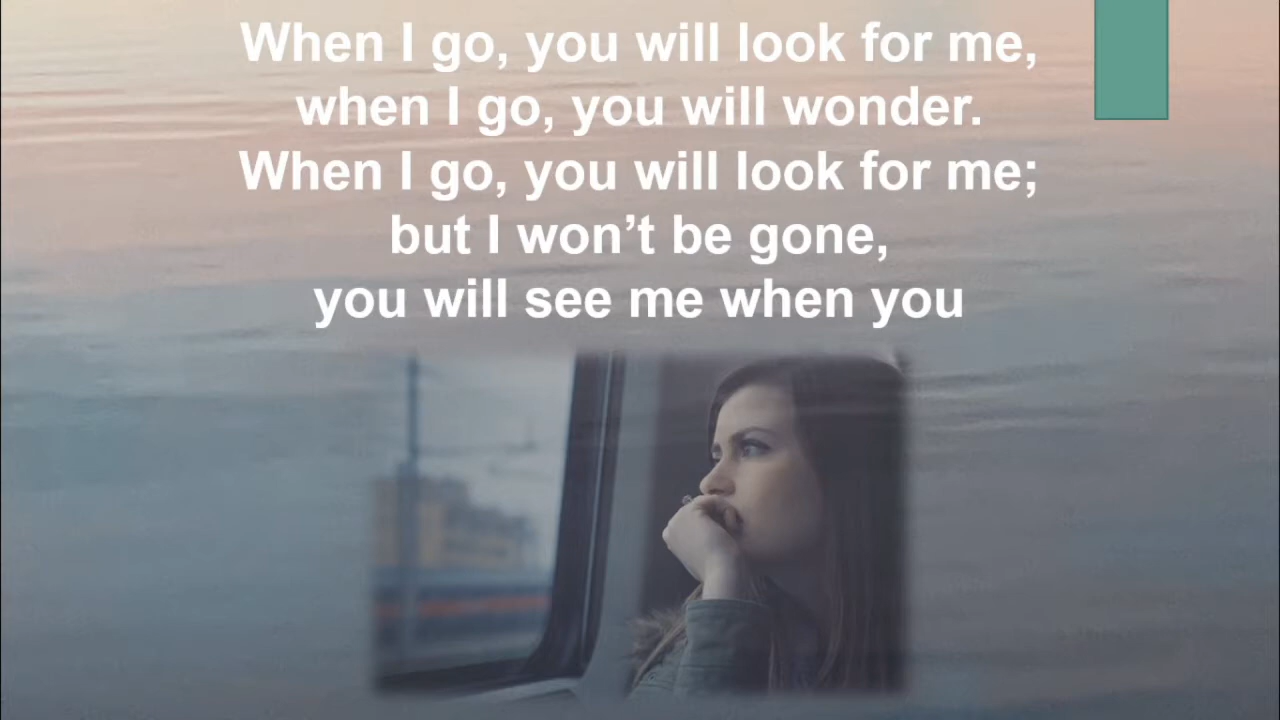 When I go, you will look for me,
when I go, you will wonder.
When I go, you will look for me;
but I won’t be gone,
you will see me when you